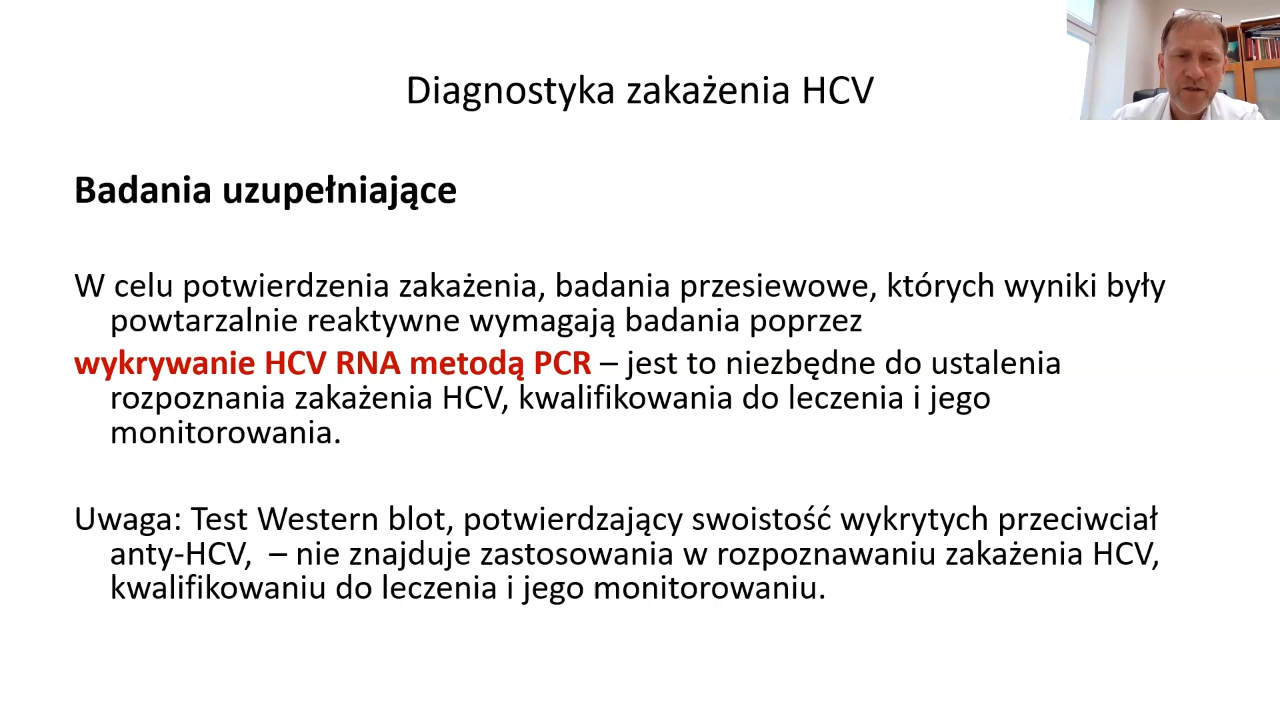 Diagnostyka zakażenia HCV
Badania uzupełniające
W celu potwierdzenia zakażenia, badania przesiewowe, których wyniki były
powtarzalnie reaktywne wymagają badania poprzez
wykrywanie HCV RNA metodą PCR – jest to niezbędne do ustalenia
rozpoznania zakażenia HCV, kwalifikowania do leczenia i jego
monitorowania.
Uwaga: Test Western blot, potwierdzający swoistość wykrytych przeciwciał
anty-HCV,  – nie znajduje zastosowania w rozpoznawaniu zakażenia HCV,
kwalifikowaniu do leczenia i jego monitorowaniu.